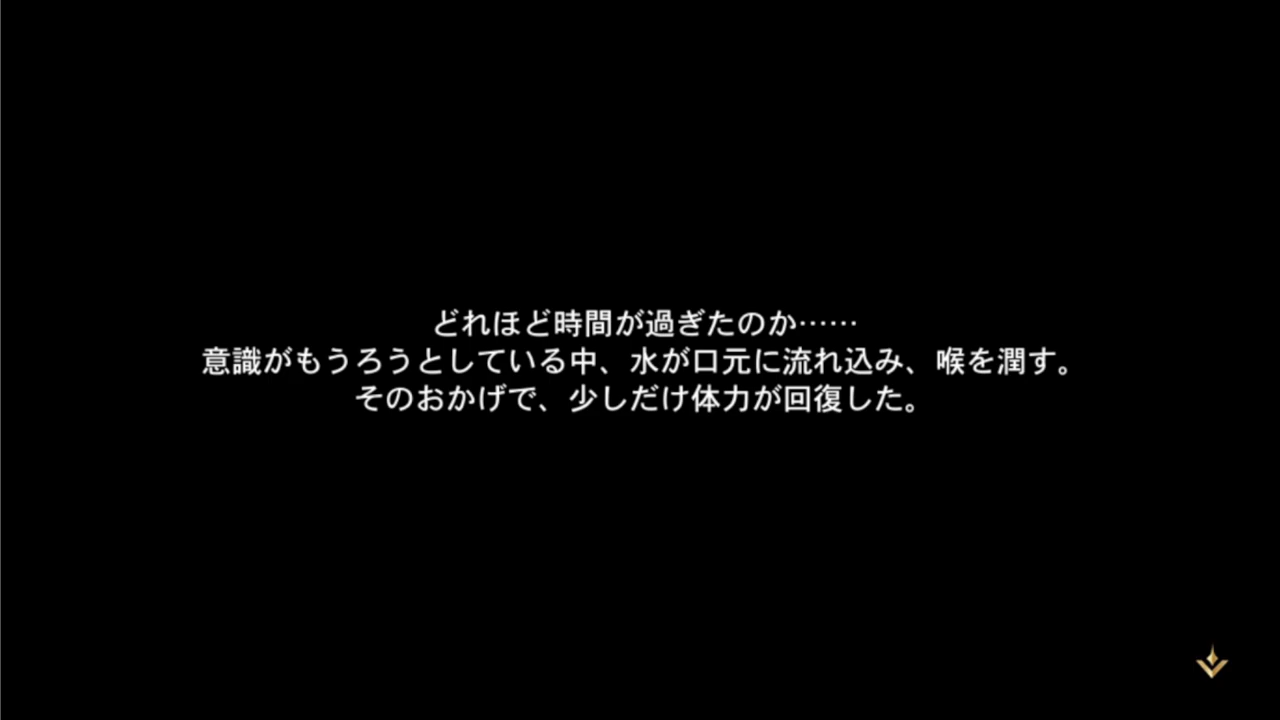 どれほど時間が過ぎたのか……
意識がもうろうとしている中、水が口元に流れ込み、喉を潤す。
そのおかげで、少しだけ体力が回復した。